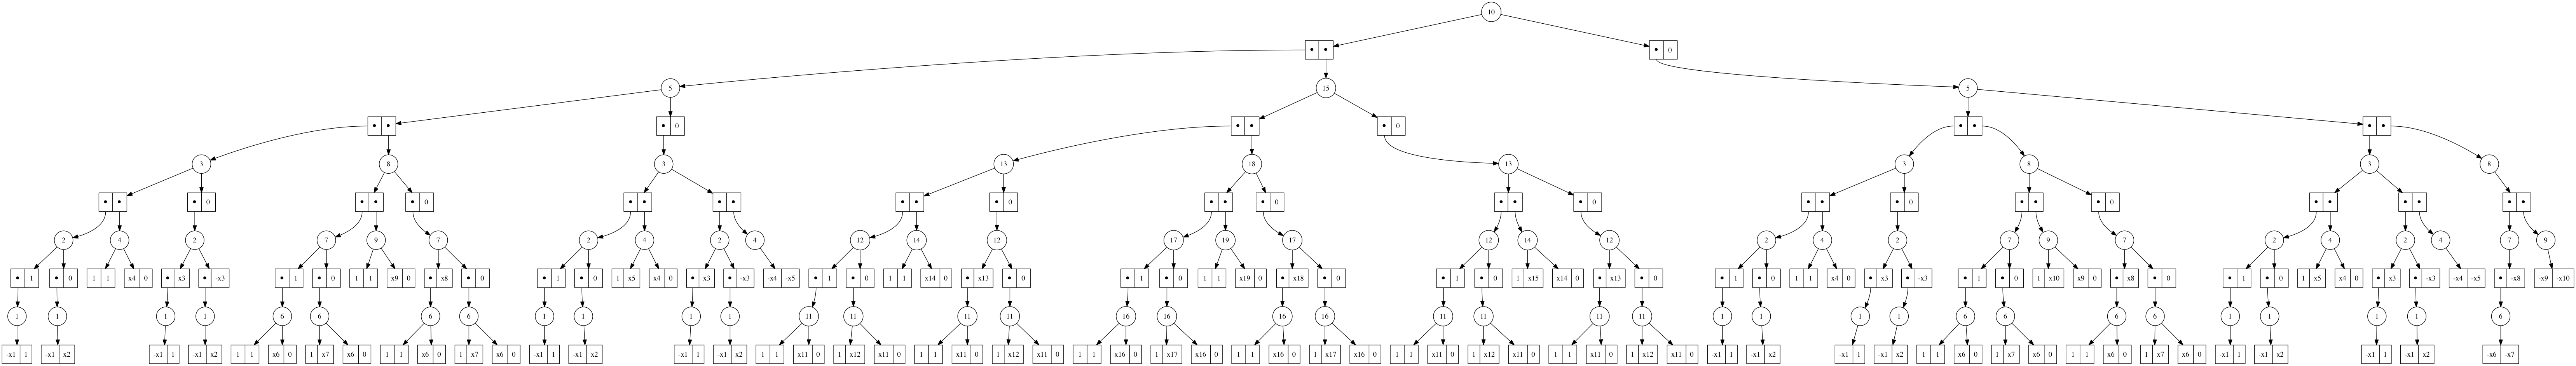 10
• • • 0
5 15 5
• • • 0 • • • 0 • • • •
3 8 3 13 18 13 3 8 3 8
• • • 0 • • • 0 • • • • • • • 0 • • • 0 • • • 0 • • • 0 • • • 0 • • • • • •
2 4 2 7 9 7 2 4 2 4 12 14 12 17 19 17 12 14 12 2 4 2 7 9 7 2 4 2 4 7 9
• 1 • 0 1 1 x4 0 • x3 • -x3 • 1 • 0 1 1 x9 0 • x8 • 0 • 1 • 0 1 x5 x4 0 • x3 • -x3 -x4 -x5 • 1 • 0 1 1 x14 0 • x13 • 0 • 1 • 0 1 1 x19 0 • x18 • 0 • 1 • 0 1 x15 x14 0 • x13 • 0 • 1 • 0 1 1 x4 0 • x3 • -x3 • 1 • 0 1 x10 x9 0 • x8 • 0 • 1 • 0 1 x5 x4 0 • x3 • -x3 -x4 -x5 • -x8 -x9 -x10
1 1 1 1 6 6 6 6 1 1 1 1 11 11 11 11 16 16 16 16 11 11 11 11 1 1 1 1 6 6 6 6 1 1 1 1 6
-x1 1 -x1 x2 -x1 1 -x1 x2 1 1 x6 0 1 x7 x6 0 1 1 x6 0 1 x7 x6 0 -x1 1 -x1 x2 -x1 1 -x1 x2 1 1 x11 0 1 x12 x11 0 1 1 x11 0 1 x12 x11 0 1 1 x16 0 1 x17 x16 0 1 1 x16 0 1 x17 x16 0 1 1 x11 0 1 x12 x11 0 1 1 x11 0 1 x12 x11 0 -x1 1 -x1 x2 -x1 1 -x1 x2 1 1 x6 0 1 x7 x6 0 1 1 x6 0 1 x7 x6 0 -x1 1 -x1 x2 -x1 1 -x1 x2 -x6 -x7